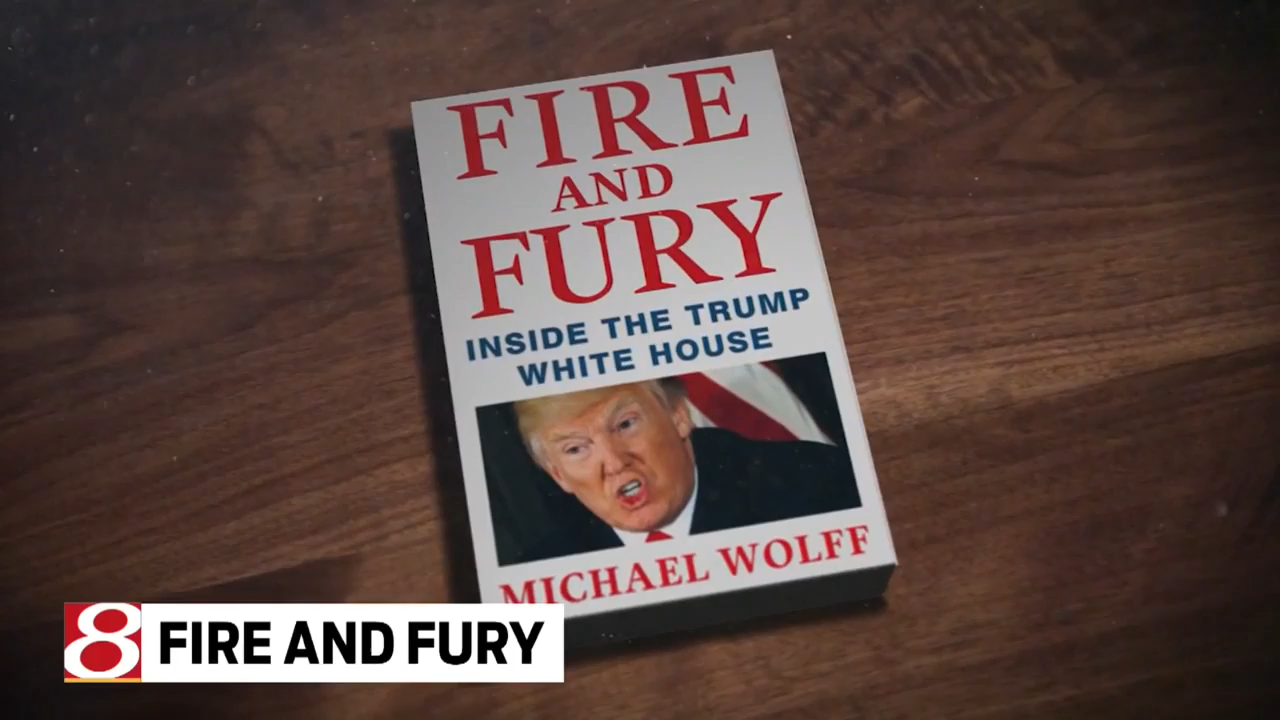 FIRE
AND
FURY
INSIDE THE TRUMP
WHITE HOUSE
MICHAEL WOLFF
8 FIRE AND FURY